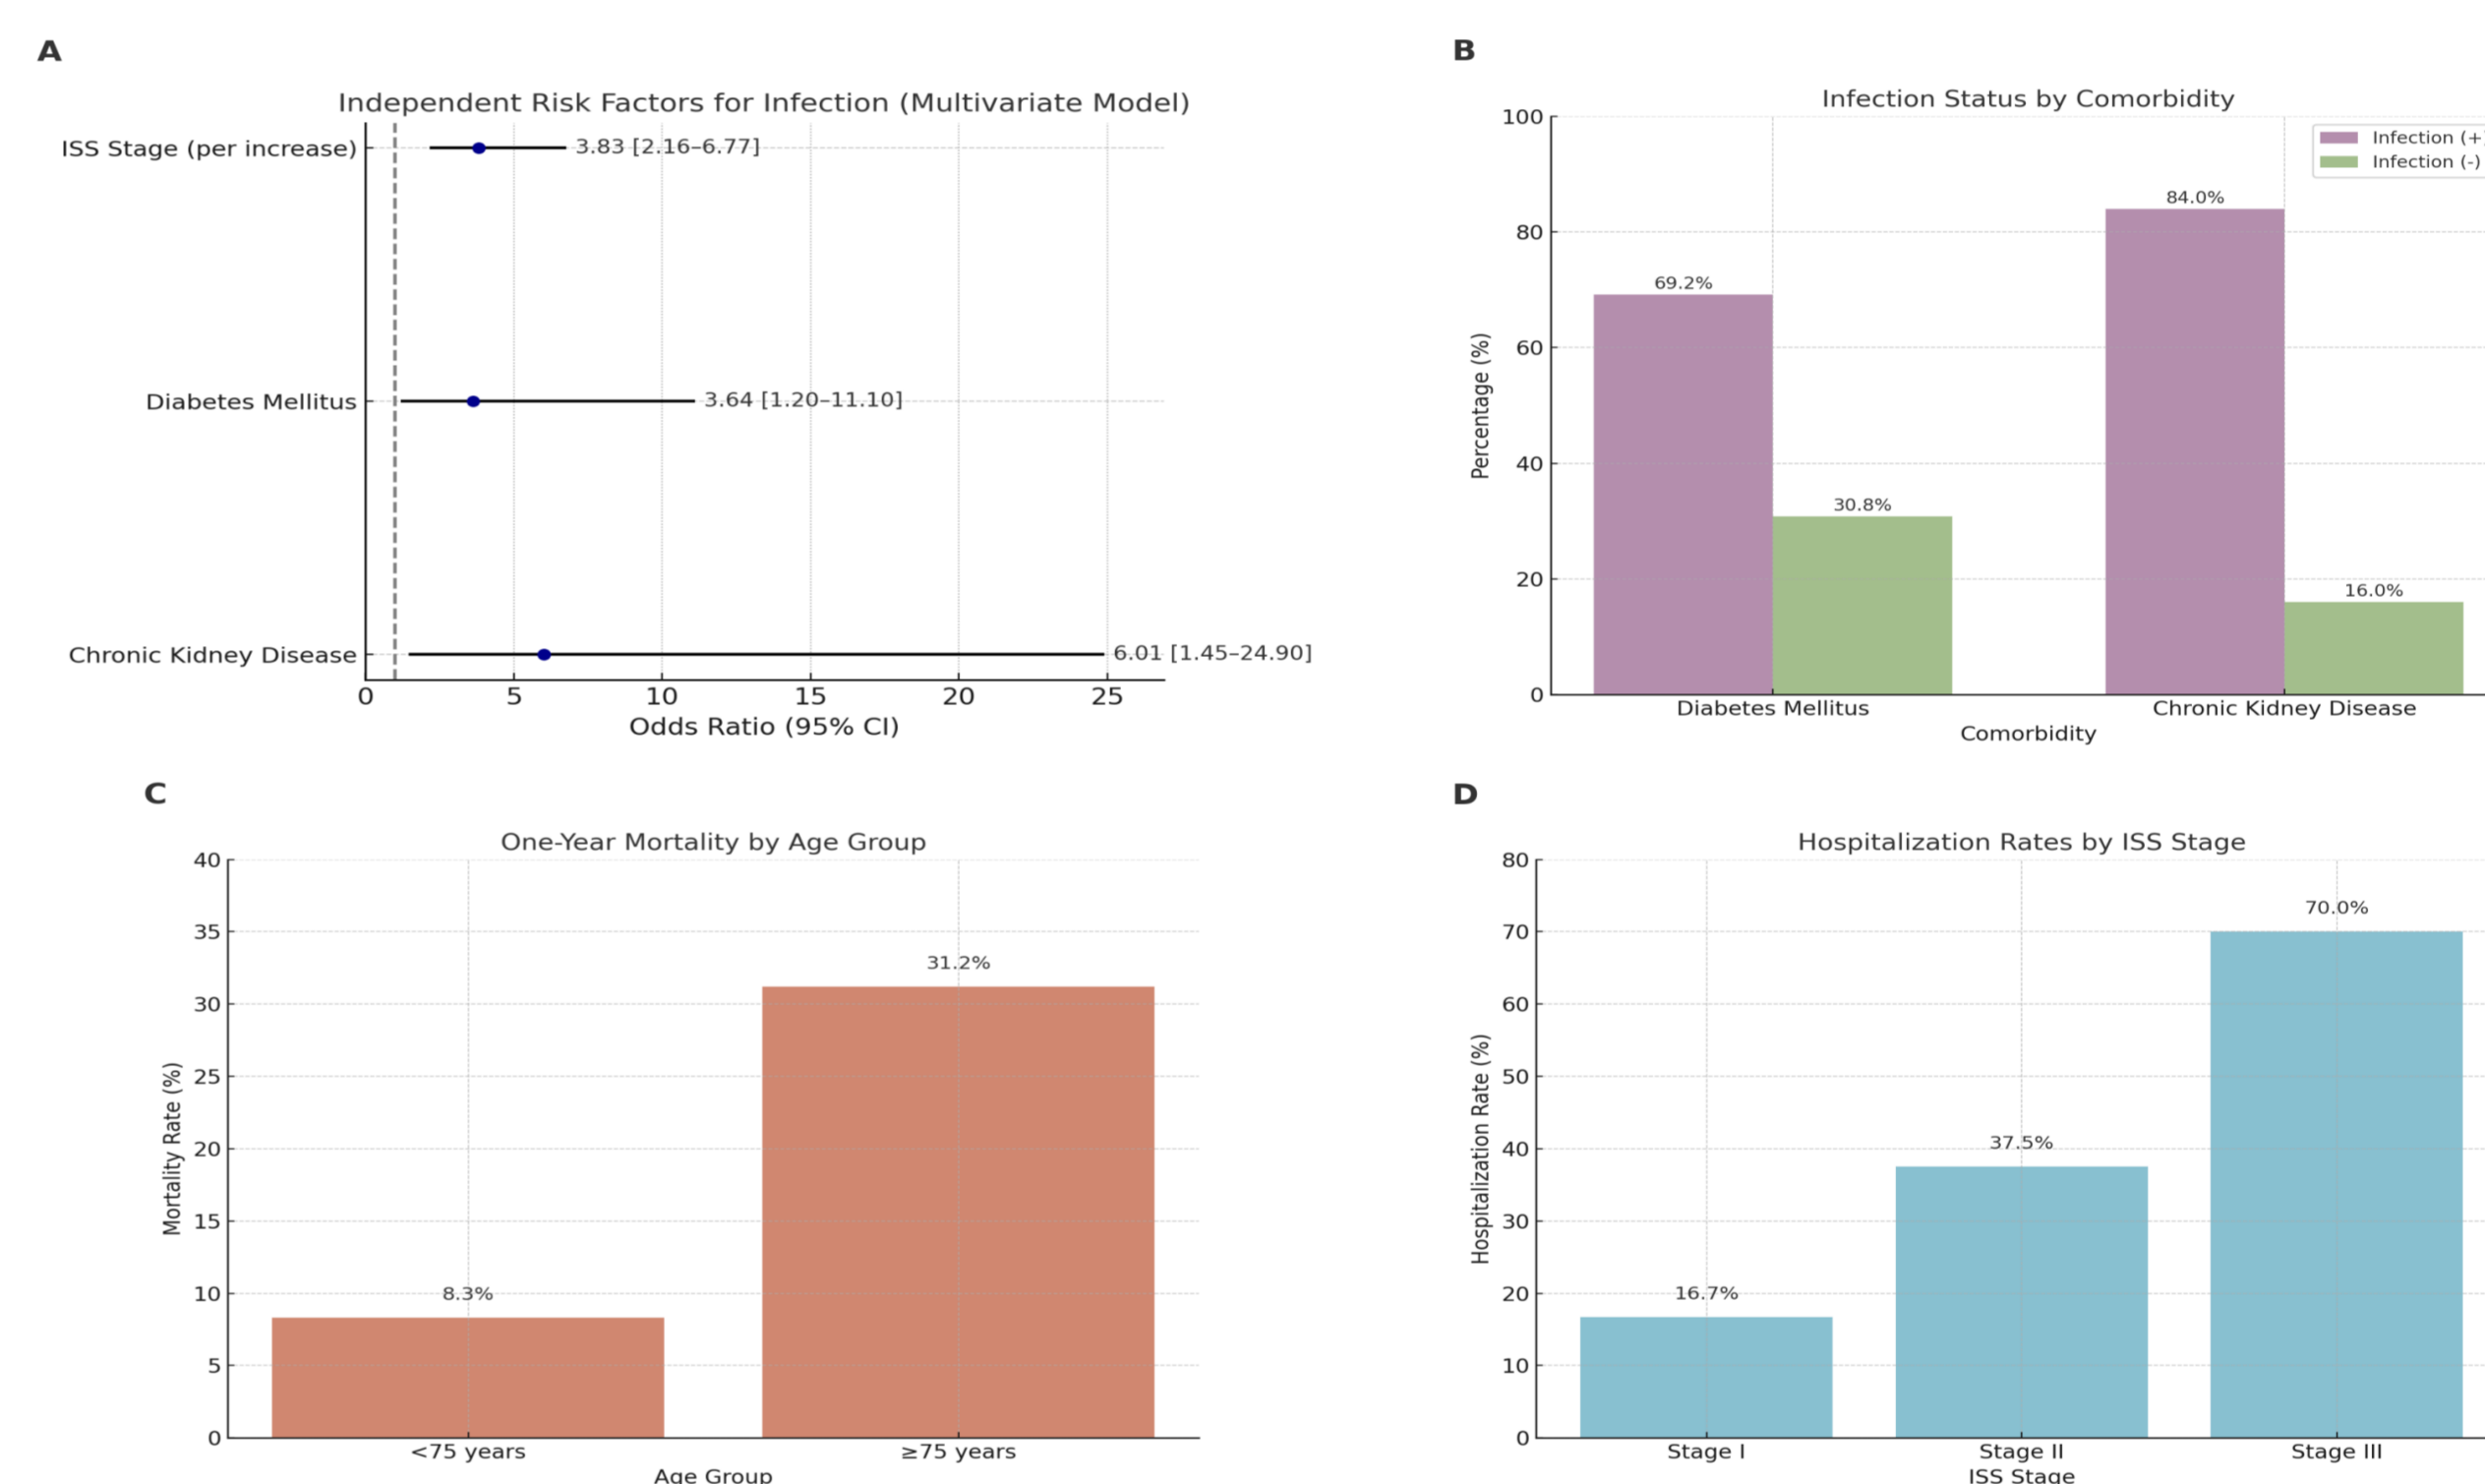 A
Independent Risk Factors for Infection (Multivariate Model)
ISS Stage (per increase)
3.83 [2.16–6.77]
Diabetes Mellitus
3.64 [1.20–11.10]
Chronic Kidney Disease
6.01 [1.45–24.90]
0 5 10 15 20 25
Odds Ratio (95% CI)
B
Infection Status by Comorbidity
Infection (+)
Infection (-)
Percentage (%)
100
80
60
40
20
0
69.2%
30.8%
84.0%
16.0%
Diabetes Mellitus Chronic Kidney Disease
Comorbidity
C
One-Year Mortality by Age Group
Mortality Rate (%)
40
35
30
25
20
15
10
5
0
8.3%
31.2%
<75 years ≥75 years
Age Group
D
Hospitalization Rates by ISS Stage
Hospitalization Rate (%)
80
70
60
50
40
30
20
10
0
16.7%
37.5%
70.0%
Stage I Stage II Stage III
ISS Stage